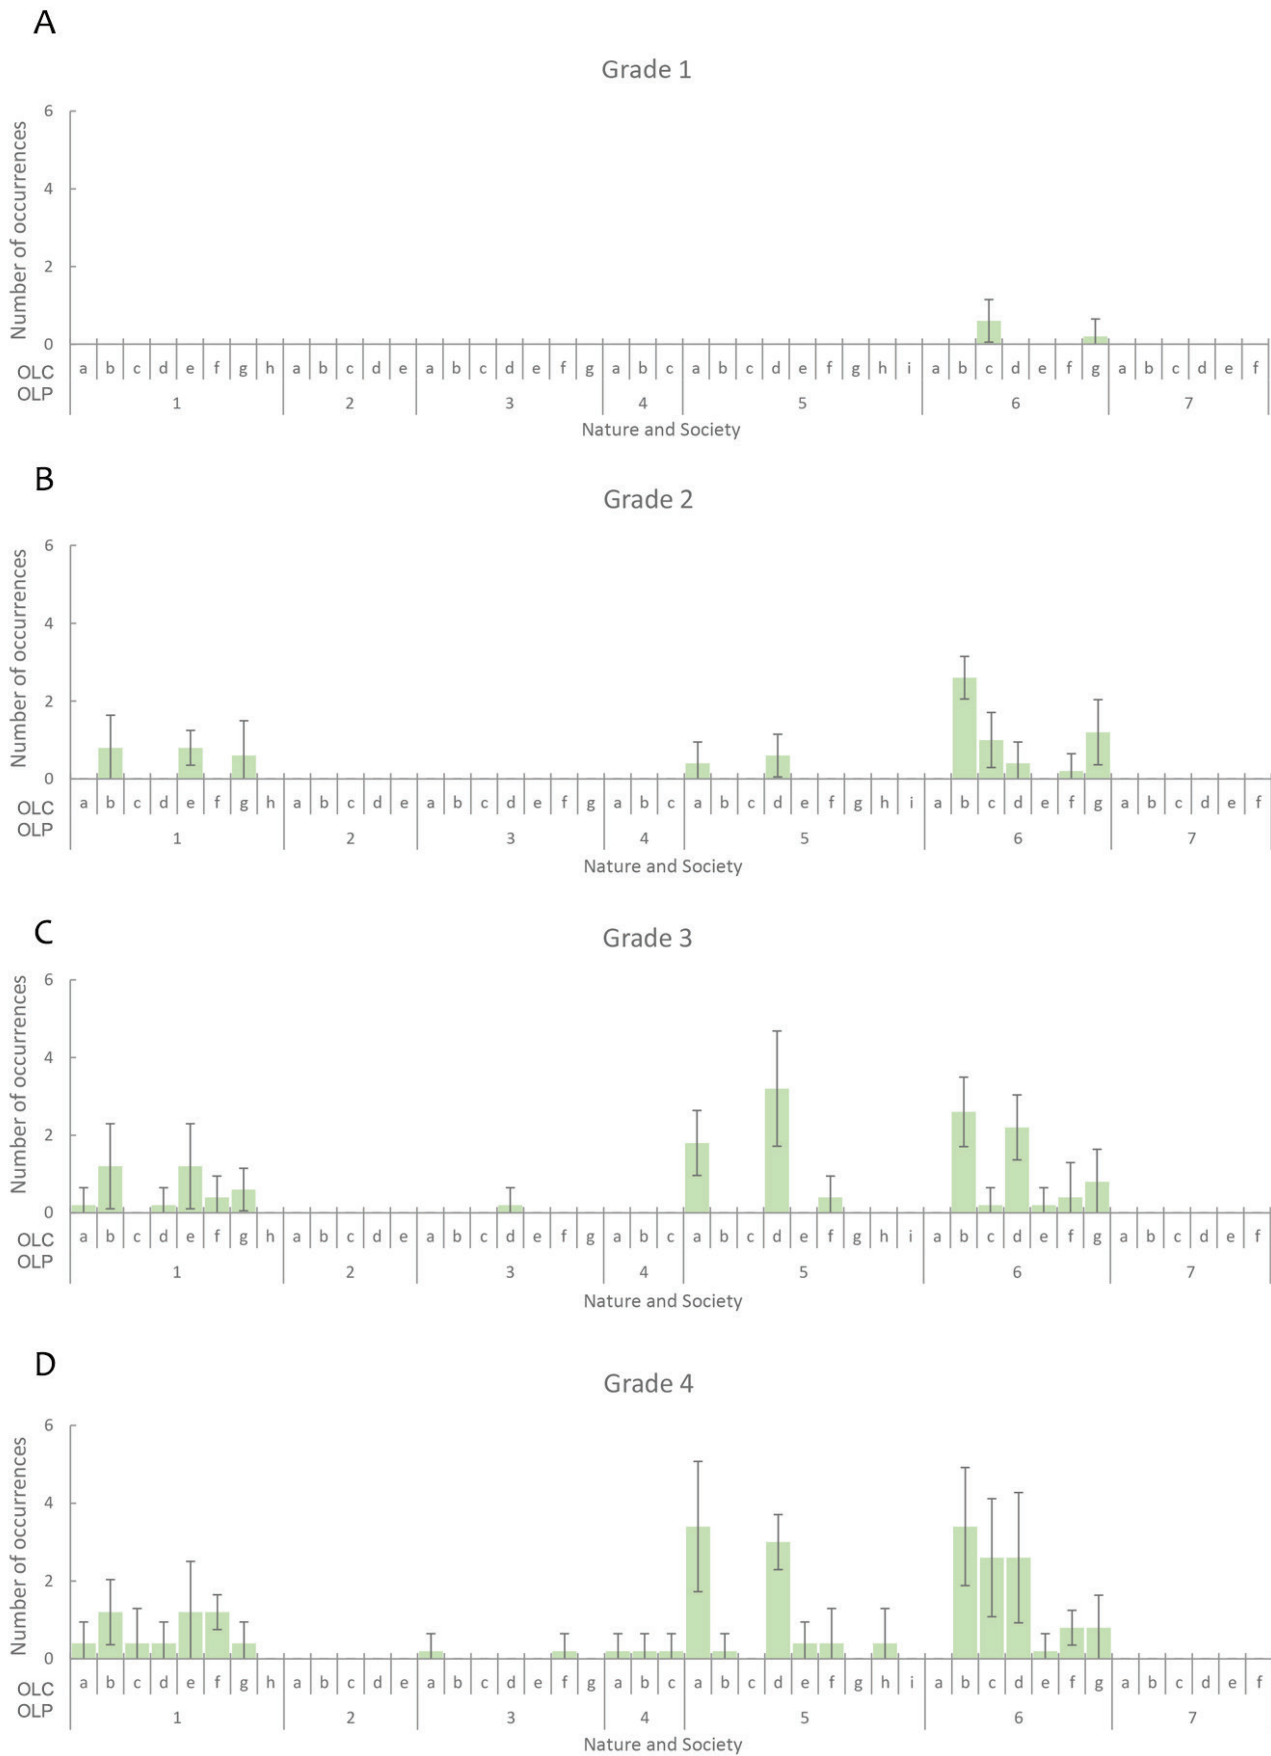 A
Grade 1
Number of occurrences
6
4
2
0
OLC a b c d e f g h a b c d e a b c d e f g a b c a b c d e f g h i a b c d e f g a b c d e f
OLP 1 2 3 4 5 6 7
Nature and Society
B
Grade 2
Number of occurrences
6
4
2
0
OLC a b c d e f g h a b c d e a b c d e f g a b c a b c d e f g h i a b c d e f g a b c d e f
OLP 1 2 3 4 5 6 7
Nature and Society
C
Grade 3
Number of occurrences
6
4
2
0
OLC a b c d e f g h a b c d e a b c d e f g a b c a b c d e f g h i a b c d e f g a b c d e f
OLP 1 2 3 4 5 6 7
Nature and Society
D
Grade 4
Number of occurrences
6
4
2
0
OLC a b c d e f g h a b c d e a b c d e f g a b c a b c d e f g h i a b c d e f g a b c d e f
OLP 1 2 3 4 5 6 7
Nature and Society